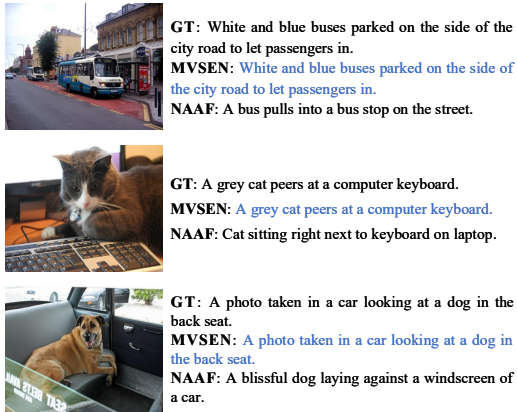 GT: White and blue buses parked on the side of the
city road to let passengers in.
MVSEN: White and blue buses parked on the side of
the city road to let passengers in.
NAAF: A bus pulls into a bus stop on the street.
GT: A grey cat peers at a computer keyboard.
MVSEN: A grey cat peers at a computer keyboard.
NAAF: Cat sitting right next to keyboard on laptop.
GT: A photo taken in a car looking at a dog in the
back seat.
MVSEN: A photo taken in a car looking at a dog in
the back seat.
NAAF: A blissful dog laying against a windscreen of
a car.
SEAT BELTS